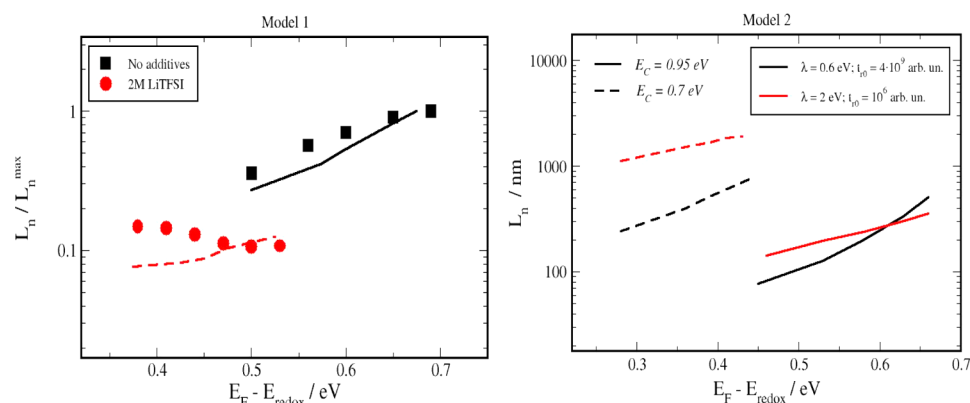 Model 1
No additives
2M LiTFSI
1
0.1
L_n / L_n^max
0.4
0.5
0.6
0.7
E_F - E_redox / eV
Model 2
E_C = 0.95 eV
E_C = 0.7 eV
λ = 0.6 eV; t_r0 = 4·10^9 arb. un.
λ = 2 eV; t_r0 = 10^6 arb. un.
10000
1000
100
L_n / nm
0.3
0.4
0.5
0.6
0.7
E_F - E_redox / eV